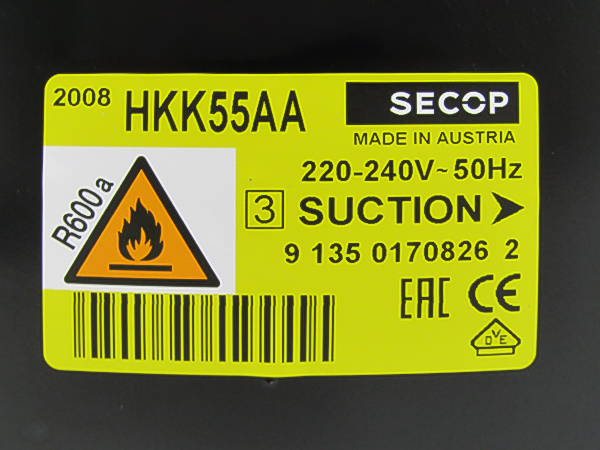 2008 HKK55AA SECOP
MADE IN AUSTRIA
220-240V~50Hz
R600a
3 SUCTION
9 135 0170826 2
EAC CE
DVE